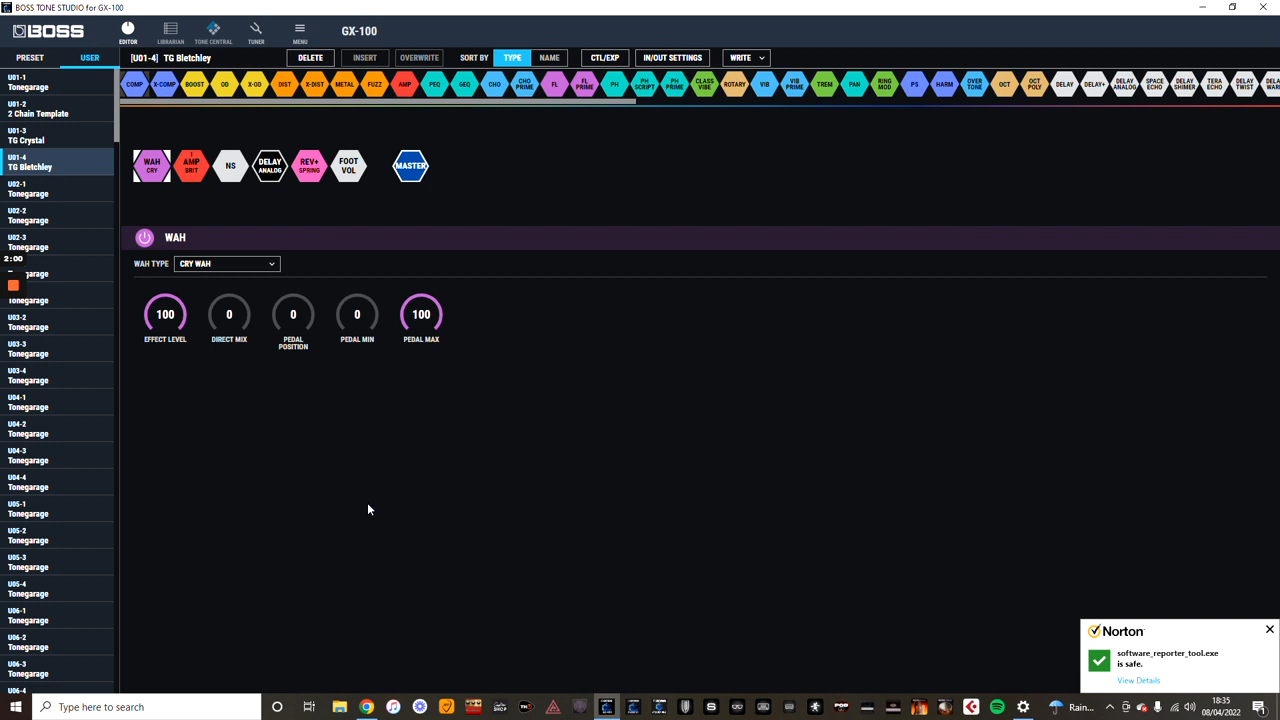 BOSS TONE STUDIO for GX-100
BOSS
EDITOR
LIBRARIAN
TONE CENTRAL
TUNER
MENU
GX-100
PRESET
USER
[U01-4] TG Bletchley
DELETE
INSERT
OVERWRITE
SORT BY
TYPE
NAME
CTL/EXP
IN/OUT SETTINGS
WRITE
COMP
X-COMP
BOOST
OD
X-OD
DIST
X-DIST
METAL
FUZZ
AMP
PEQ
GEQ
CHO
CHO PRIME
FL
FL PRIME
PH
PH SCRIPT
PH PRIME
CLASS VIBE
ROTARY
VIB
VIB PRIME
TREM
PAN
RING MOD
PS
HARM
OVER TONE
OCT
OCT POLY
DELAY
DELAY+
DELAY ANALOG
SPACE ECHO
DELAY SHIMER
TERA ECHO
DELAY TWIST
U01-1
Tonegarage
U01-2
2 Chain Template
U01-3
TG Crystal
U01-4
TG Bletchley
U02-1
Tonegarage
U02-2
Tonegarage
U02-3
Tonegarage
2:00
Tonegarage
U03-2
Tonegarage
U03-3
Tonegarage
U03-4
Tonegarage
U04-1
Tonegarage
U04-2
Tonegarage
U04-3
Tonegarage
U04-4
Tonegarage
U05-1
Tonegarage
U05-2
Tonegarage
U05-3
Tonegarage
U05-4
Tonegarage
U06-1
Tonegarage
U06-2
Tonegarage
U06-3
Tonegarage
U06-4
WAH
CRY
1
AMP
BRIT
NS
DELAY
ANALOG
REV+
SPRING
FOOT
VOL
MASTER
WAH
WAH TYPE
CRY WAH
100
0
0
0
100
EFFECT LEVEL
DIRECT MIX
PEDAL POSITION
PEDAL MIN
PEDAL MAX
Norton
software_reporter_tool.exe
is safe.
View Details
Type here to search
Rain...
18:35
08/04/2022